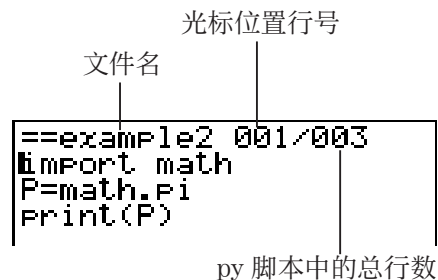 光标位置行号
文件名
==example2 001/003
import math
P=math.pi
print(P)
py 脚本中的总行数